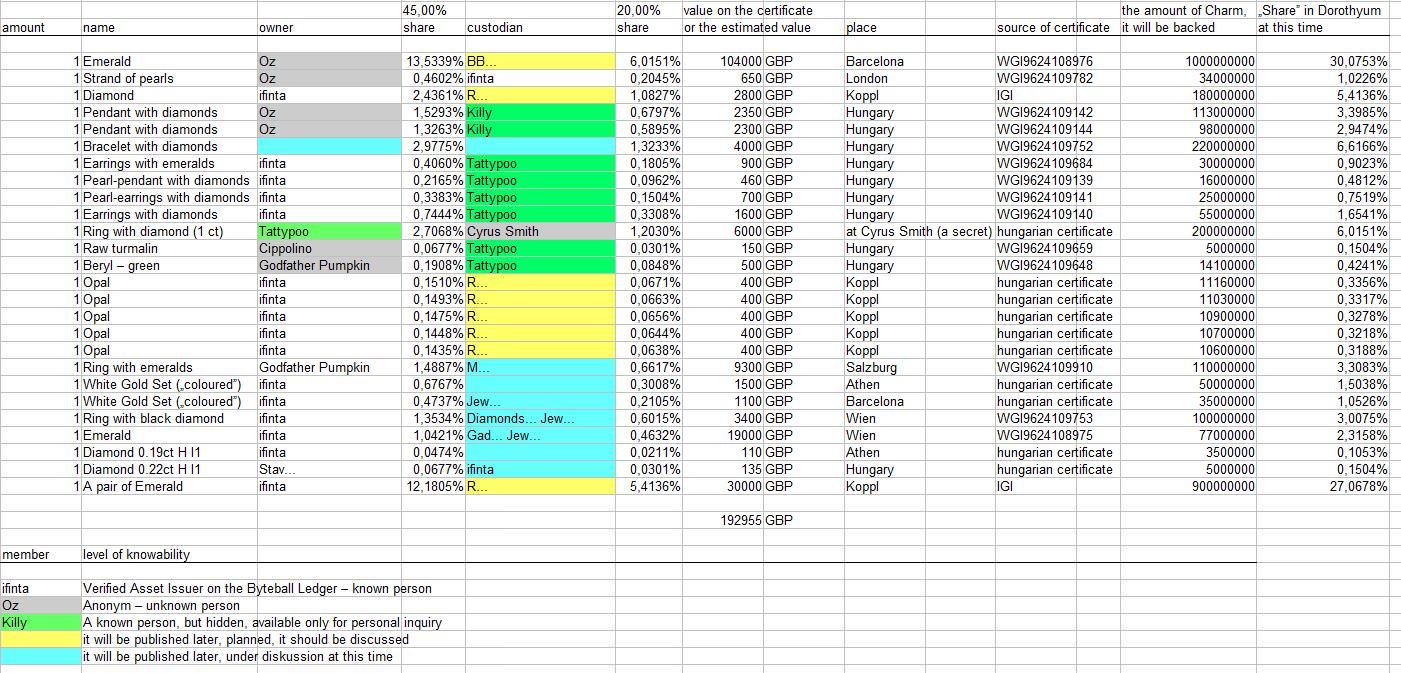 45,00% 20,00% value on the certificate the amount of Charm, „Share” in Dorothyum
amount name owner share custodian share or the estimated value place source of certificate it will be backed at this time
1 Emerald Oz 13,5339% BB... 6,0151% 104000 GBP Barcelona WGI9624108976 1000000000 30,0753%
1 Strand of pearls Oz 0,4602% ifinta 0,2045% 650 GBP London WGI9624109782 34000000 1,0226%
1 Diamond ifinta 2,4361% R... 1,0827% 2800 GBP Koppl IGI 180000000 5,4136%
1 Pendant with diamonds Oz 1,5293% Killy 0,6797% 2350 GBP Hungary WGI9624109142 113000000 3,3985%
1 Pendant with diamonds Oz 1,3263% Killy 0,5895% 2300 GBP Hungary WGI9624109144 98000000 2,9474%
1 Bracelet with diamonds 2,9775% 1,3233% 4000 GBP Hungary WGI9624109752 220000000 6,6166%
1 Earrings with emeralds ifinta 0,4060% Tattypoo 0,1805% 900 GBP Hungary WGI9624109684 30000000 0,9023%
1 Pearl-pendant with diamonds ifinta 0,2165% Tattypoo 0,0962% 460 GBP Hungary WGI9624109139 16000000 0,4812%
1 Pearl-earrings with diamonds ifinta 0,3383% Tattypoo 0,1504% 700 GBP Hungary WGI9624109141 25000000 0,7519%
1 Earrings with diamonds ifinta 0,7444% Tattypoo 0,3308% 1600 GBP Hungary WGI9624109140 55000000 1,6541%
1 Ring with diamond (1 ct) Tattypoo 2,7068% Cyrus Smith 1,2030% 6000 GBP at Cyrus Smith (a secret) hungarian certificate 200000000 6,0151%
1 Raw turmalin Cippolino 0,0677% Tattypoo 0,0301% 150 GBP Hungary WGI9624109659 5000000 0,1504%
1 Beryl – green Godfather Pumpkin 0,1908% Tattypoo 0,0848% 500 GBP Hungary WGI9624109648 14100000 0,4241%
1 Opal ifinta 0,1510% R... 0,0671% 400 GBP Koppl hungarian certificate 11160000 0,3356%
1 Opal ifinta 0,1493% R... 0,0663% 400 GBP Koppl hungarian certificate 11030000 0,3317%
1 Opal ifinta 0,1475% R... 0,0656% 400 GBP Koppl hungarian certificate 10900000 0,3278%
1 Opal ifinta 0,1448% R... 0,0644% 400 GBP Koppl hungarian certificate 10700000 0,3218%
1 Opal ifinta 0,1435% R... 0,0638% 400 GBP Koppl hungarian certificate 10600000 0,3188%
1 Ring with emeralds Godfather Pumpkin 1,4887% M... 0,6617% 9300 GBP Salzburg WGI9624109910 110000000 3,3083%
1 White Gold Set („coloured”) ifinta 0,6767% 0,3008% 1500 GBP Athen hungarian certificate 50000000 1,5038%
1 White Gold Set („coloured”) ifinta 0,4737% Jew... 0,2105% 1100 GBP Barcelona hungarian certificate 35000000 1,0526%
1 Ring with black diamond ifinta 1,3534% Diamonds... Jew... 0,6015% 3400 GBP Wien WGI9624109753 100000000 3,0075%
1 Emerald ifinta 1,0421% Gad... Jew... 0,4632% 19000 GBP Wien WGI9624108975 77000000 2,3158%
1 Diamond 0.19ct H I1 ifinta 0,0474% 0,0211% 110 GBP Athen hungarian certificate 3500000 0,1053%
1 Diamond 0.22ct H I1 Stav... 0,0677% ifinta 0,0301% 135 GBP Hungary hungarian certificate 5000000 0,1504%
1 A pair of Emerald ifinta 12,1805% R... 5,4136% 30000 GBP Koppl IGI 900000000 27,0678%
192955 GBP
member level of knowability
ifinta Verified Asset Issuer on the Byteball Ledger – known person
Oz Anonym – unknown person
Killy A known person, but hidden, available only for personal inquiry
it will be published later, planned, it should be discussed
it will be published later, under diskussion at this time